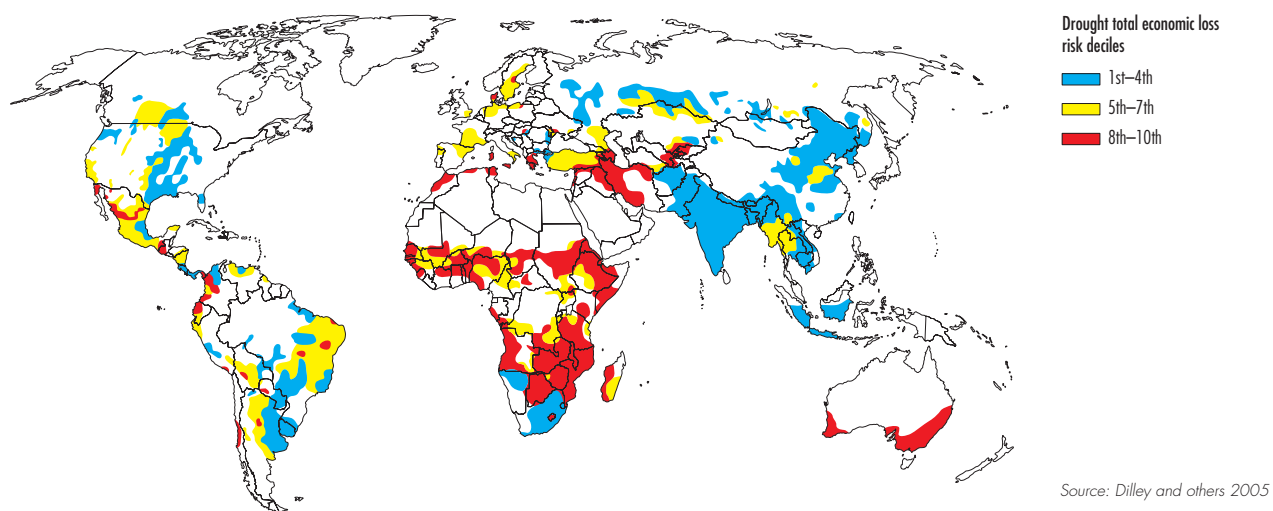 Drought total economic loss
risk deciles
1st–4th
5th–7th
8th–10th
Source: Dilley and others 2005